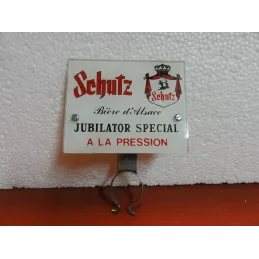 Schutz
Schutz
Bière d'Alsace
JUBILATOR SPECIAL
A LA PRESSION